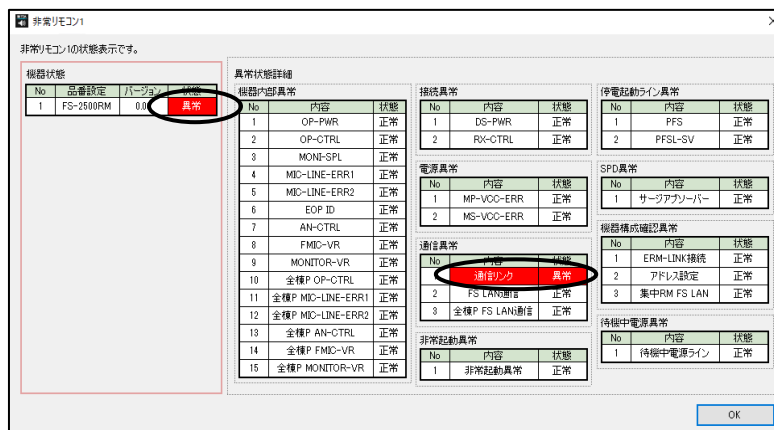 非常リモコン1
非常リモコン1の状態表示です。
機器状態
No 品番設定 バージョン 状態
1 FS-2500RM 0.0 異常
異常状態詳細
機器内部異常
No 内容 状態
1 OP-PWR 正常
2 OP-CTRL 正常
3 MONI-SPL 正常
4 MIC-LINE-ERR1 正常
5 MIC-LINE-ERR2 正常
6 EOP ID 正常
7 AN-CTRL 正常
8 FMIC-VR 正常
9 MONITOR-VR 正常
10 全棟P OP-CTRL 正常
11 全棟P MIC-LINE-ERR1 正常
12 全棟P MIC-LINE-ERR2 正常
13 全棟P AN-CTRL 正常
14 全棟P FMIC-VR 正常
15 全棟P MONITOR-VR 正常
接続異常
No 内容 状態
1 DS-PWR 正常
2 RX-CTRL 正常
電源異常
No 内容 状態
1 MP-VCC-ERR 正常
2 MS-VCC-ERR 正常
通信異常
No 内容 状態
通信リンク 異常
2 FS LAN通信 正常
3 全棟P FS LAN通信 正常
非常起動異常
No 内容 状態
1 非常起動異常 正常
停電起動ライン異常
No 内容 状態
1 PFS 正常
2 PFSL-SV 正常
SPD異常
No 内容 状態
1 サージアブソーバー 正常
機器構成確認異常
No 内容 状態
1 ERM-LINK接続 正常
2 アドレス設定 正常
3 集中RM FS LAN 正常
待機中電源異常
No 内容 状態
1 待機中電源ライン 正常
OK